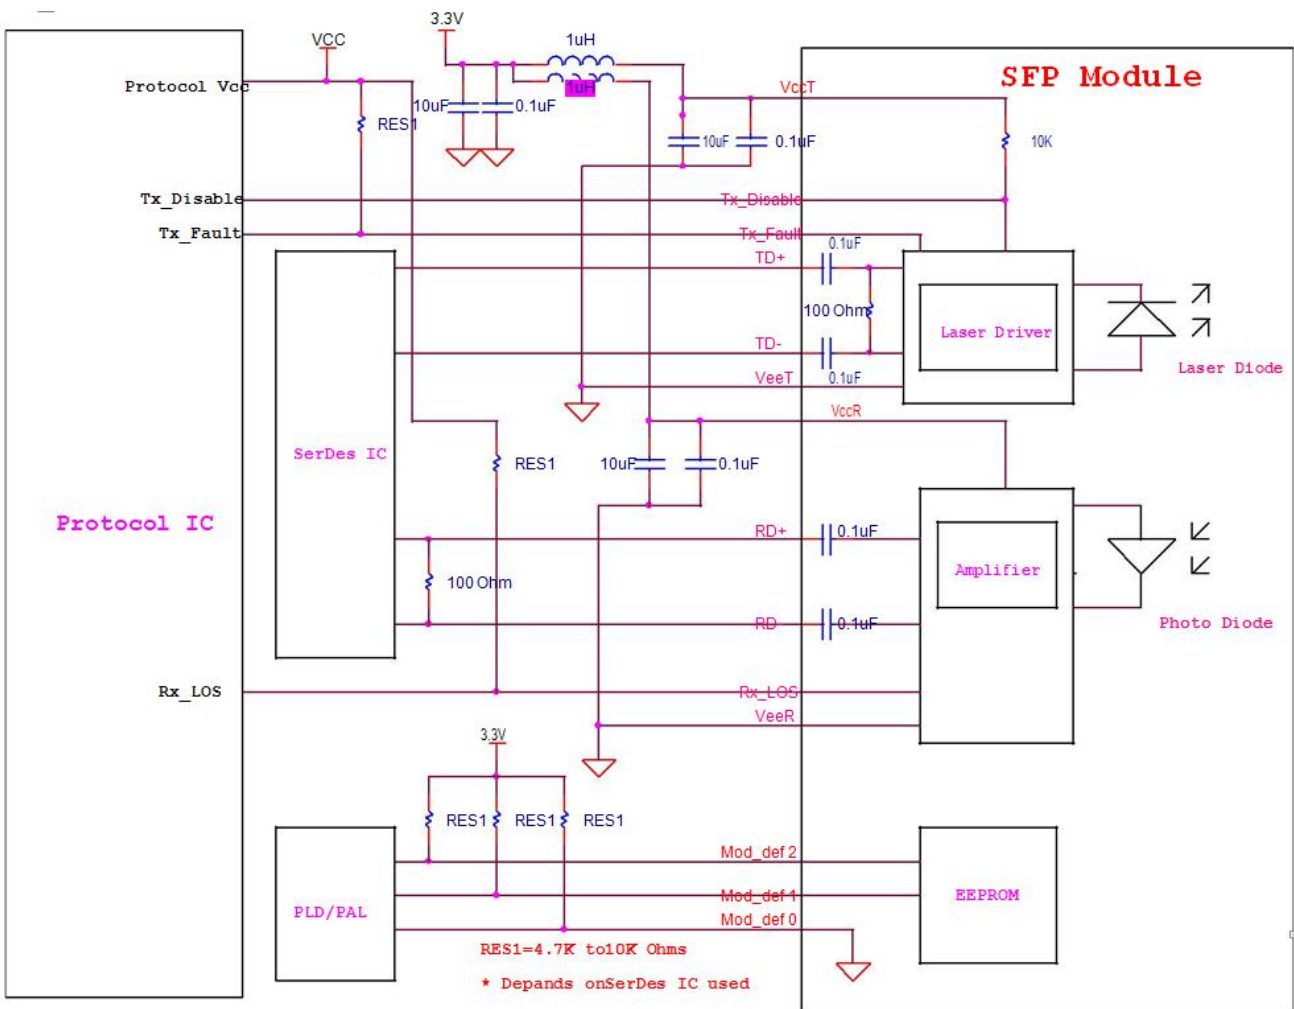 3.3V
VCC
1uH
SFP Module
Protocol Vcc
1uH
VccT
10uF
0.1uF
RES1
10uF
0.1uF
10K
Tx_Disable
Tx_Disable
Tx_Fault
Tx_Fault
0.1uF
TD+
100 Ohm
Laser Driver
TD-
Laser Diode
VeeT
0.1uF
VccR
SerDes IC
RES1
10uF
0.1uF
Protocol IC
RD+
0.1uF
Amplifier
100 Ohm
RD
0.1uF
Photo Diode
Rx_LOS
Rx_LOS
VeeR
3.3V
RES1
RES1
RES1
Mod_def 2
Mod_def 1
EEPROM
PLD/PAL
Mod_def 0
RES1=4.7K to10K Ohms
* Depands onSerDes IC used